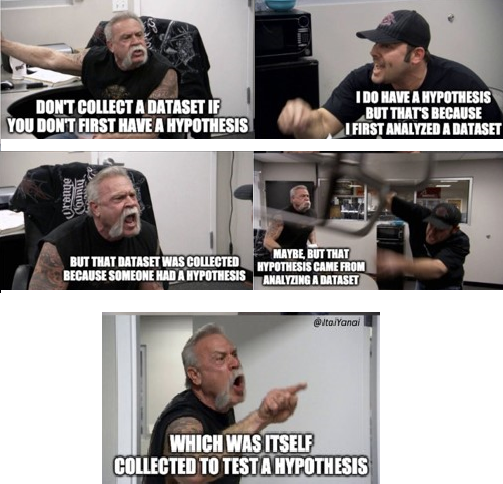 DON'T COLLECT A DATASET IF
YOU DON'T FIRST HAVE A HYPOTHESIS
I DO HAVE A HYPOTHESIS
BUT THAT'S BECAUSE
I FIRST ANALYZED A DATASET
Orange
County
BUT THAT DATASET WAS COLLECTED
BECAUSE SOMEONE HAD A HYPOTHESIS
MAYBE, BUT THAT
HYPOTHESIS CAME FROM
ANALYZING A DATASET
@ItaiYanai
WHICH WAS ITSELF
COLLECTED TO TEST A HYPOTHESIS